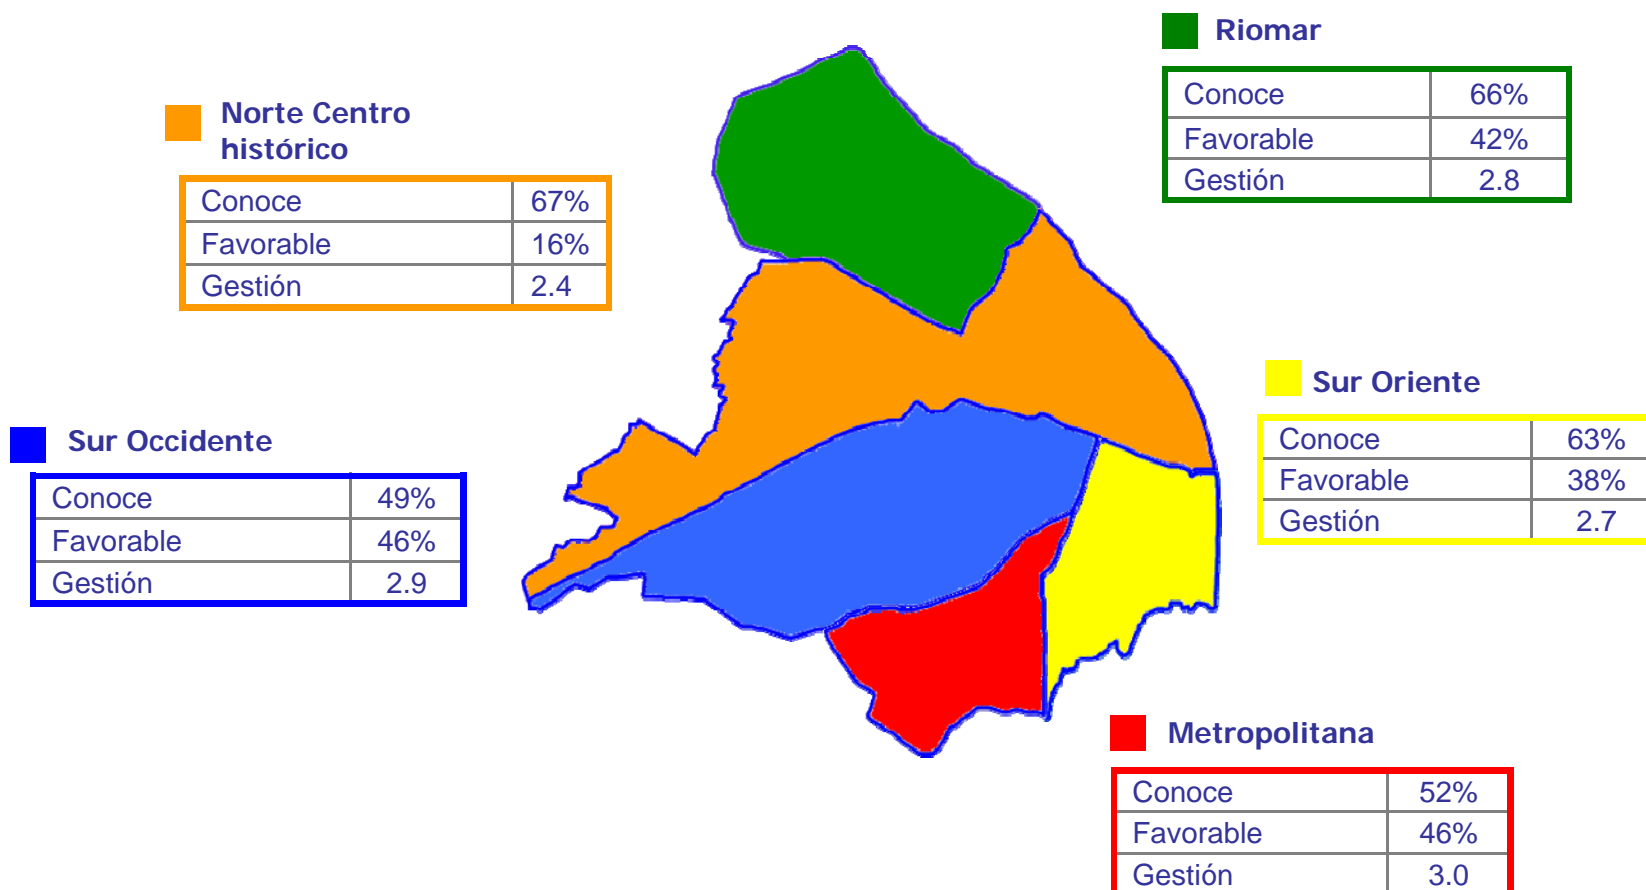 Riomar
Conoce 66%
Favorable 42%
Gestión 2.8
Norte Centro
histórico
Conoce 67%
Favorable 16%
Gestión 2.4
Sur Oriente
Conoce 63%
Favorable 38%
Gestión 2.7
Sur Occidente
Conoce 49%
Favorable 46%
Gestión 2.9
Metropolitana
Conoce 52%
Favorable 46%
Gestión 3.0